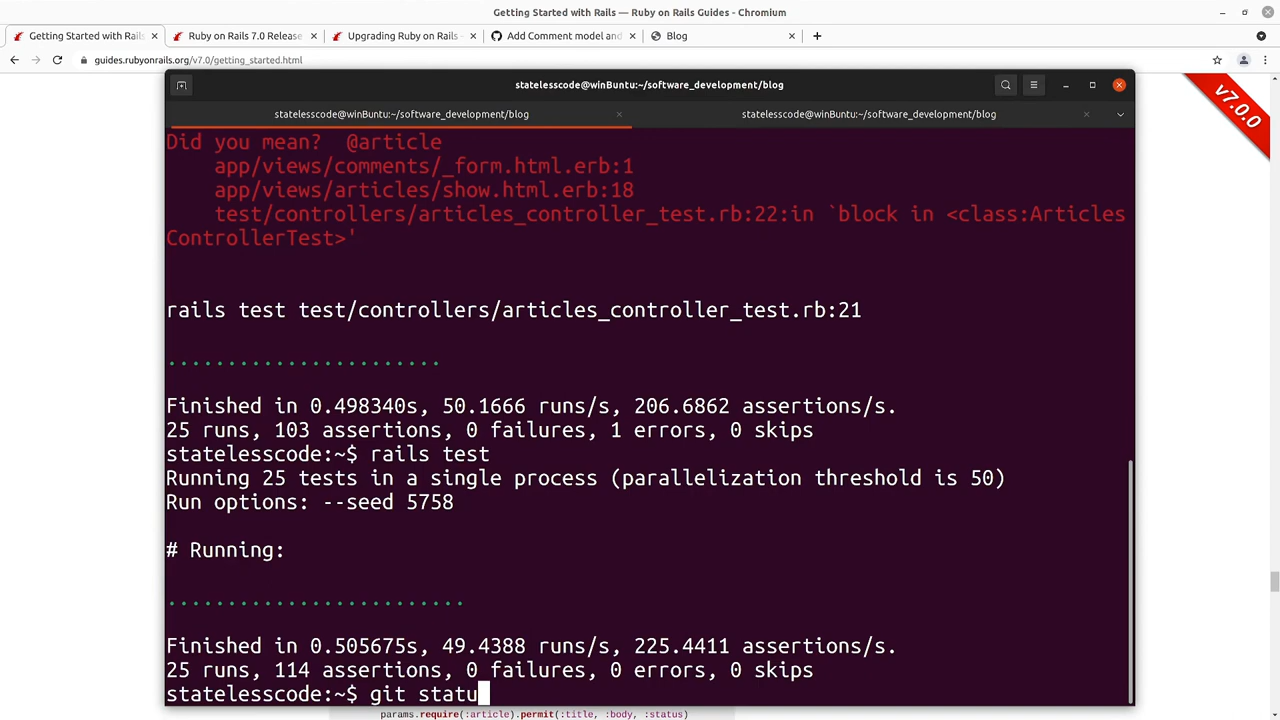 Getting Started with Rails — Ruby on Rails Guides - Chromium
Getting Started with Rails
Ruby on Rails 7.0 Release
Upgrading Ruby on Rails -
Add Comment model and
Blog
guides.rubyonrails.org/v7.0/getting_started.html
v7.0.0
statelesscode@winBuntu:~/software_development/blog
statelesscode@winBuntu:~/software_development/blog
statelesscode@winBuntu:~/software_development/blog
Did you mean?  @article
    app/views/comments/_form.html.erb:1
    app/views/articles/show.html.erb:18
    test/controllers/articles_controller_test.rb:22:in `block in <class:Articles
ControllerTest>'
rails test test/controllers/articles_controller_test.rb:21
.......................
Finished in 0.498340s, 50.1666 runs/s, 206.6862 assertions/s.
25 runs, 103 assertions, 0 failures, 1 errors, 0 skips
statelesscode:~$ rails test
Running 25 tests in a single process (parallelization threshold is 50)
Run options: --seed 5758
# Running:
.........................
Finished in 0.505675s, 49.4388 runs/s, 225.4411 assertions/s.
25 runs, 114 assertions, 0 failures, 0 errors, 0 skips
statelesscode:~$ git statu
params.require(:article).permit(:title, :body, :status)